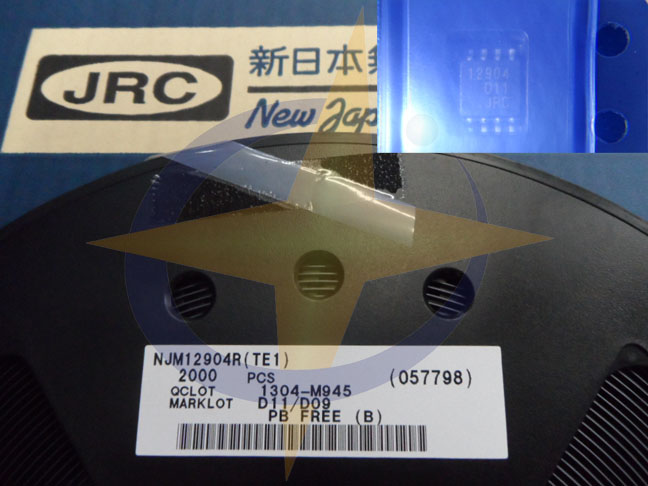 JRC
新日本
New Jap
12904
D11
JRC
NJM12904R(TE1)
2000 PCS (057798)
QCLOT 1304-M945
MARKLOT D11/D09
PB FREE (B)